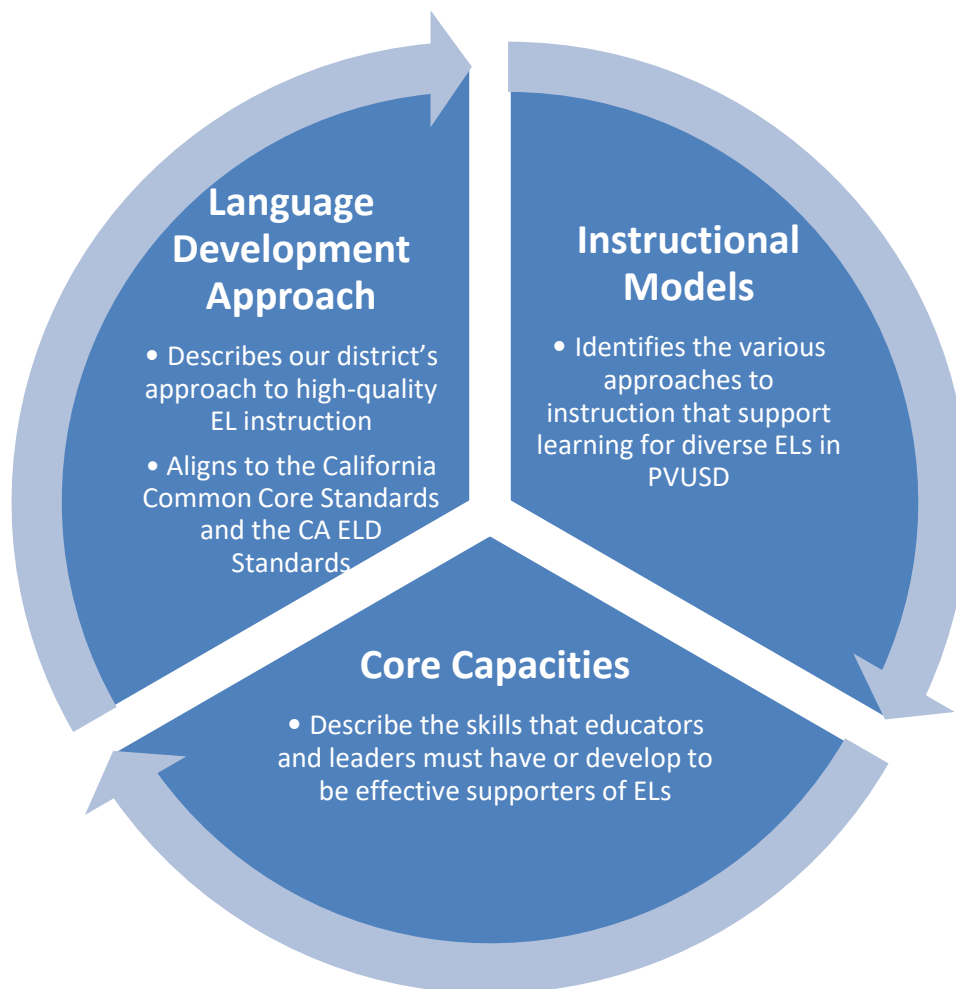 Language
Development
Approach
• Describes our district's
approach to high-quality
EL instruction
• Aligns to the California
Common Core Standards
and the CA ELD
Standards
Instructional
Models
• Identifies the various
approaches to
instruction that support
learning for diverse ELs in
PVUSD
Core Capacities
• Describe the skills that educators
and leaders must have or develop to
be effective supporters of ELs